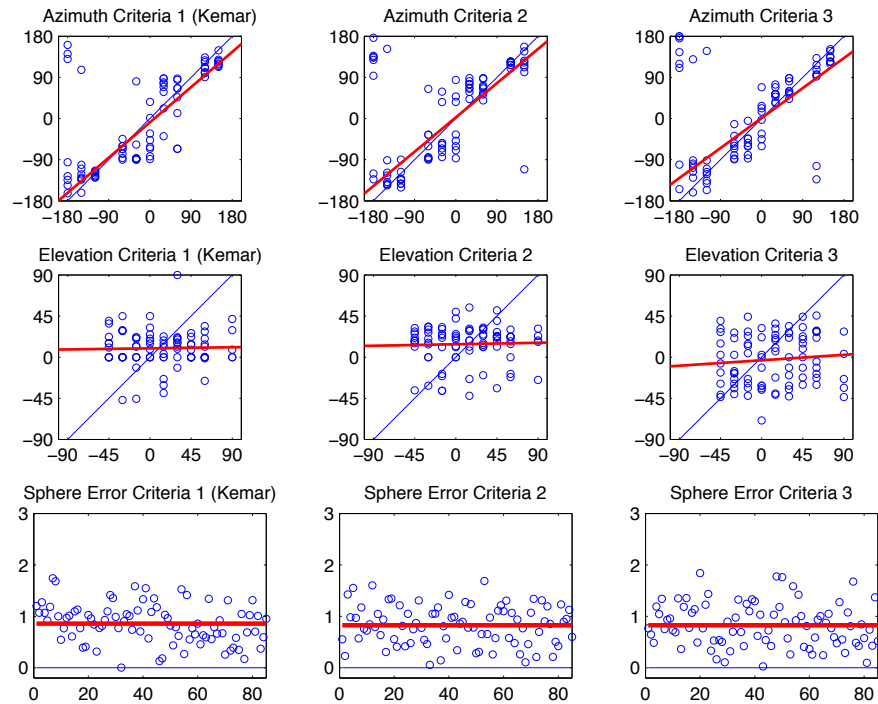 Azimuth Criteria 1 (Kemar)
Azimuth Criteria 2
Azimuth Criteria 3
180
90
0
−90
−180
−180 −90 0 90 180
180
90
0
−90
−180
−180 −90 0 90 180
180
90
0
−90
−180
−180 −90 0 90 180
Elevation Criteria 1 (Kemar)
Elevation Criteria 2
Elevation Criteria 3
90
45
0
−45
−90
−90 −45 0 45 90
90
45
0
−45
−90
−90 −45 0 45 90
90
45
0
−45
−90
−90 −45 0 45 90
Sphere Error Criteria 1 (Kemar)
Sphere Error Criteria 2
Sphere Error Criteria 3
3
2
1
0
0 20 40 60 80
3
2
1
0
0 20 40 60 80
3
2
1
0
0 20 40 60 80